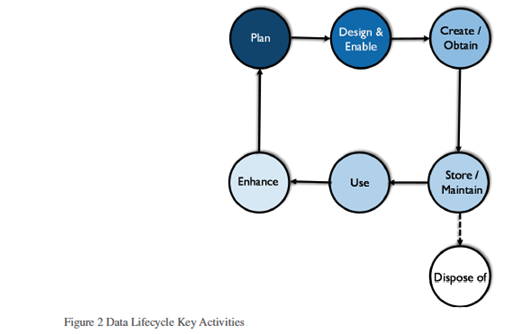 Plan
Design &
Enable
Create /
Obtain
Enhance
Use
Store /
Maintain
Dispose of
Figure 2 Data Lifecycle Key Activities